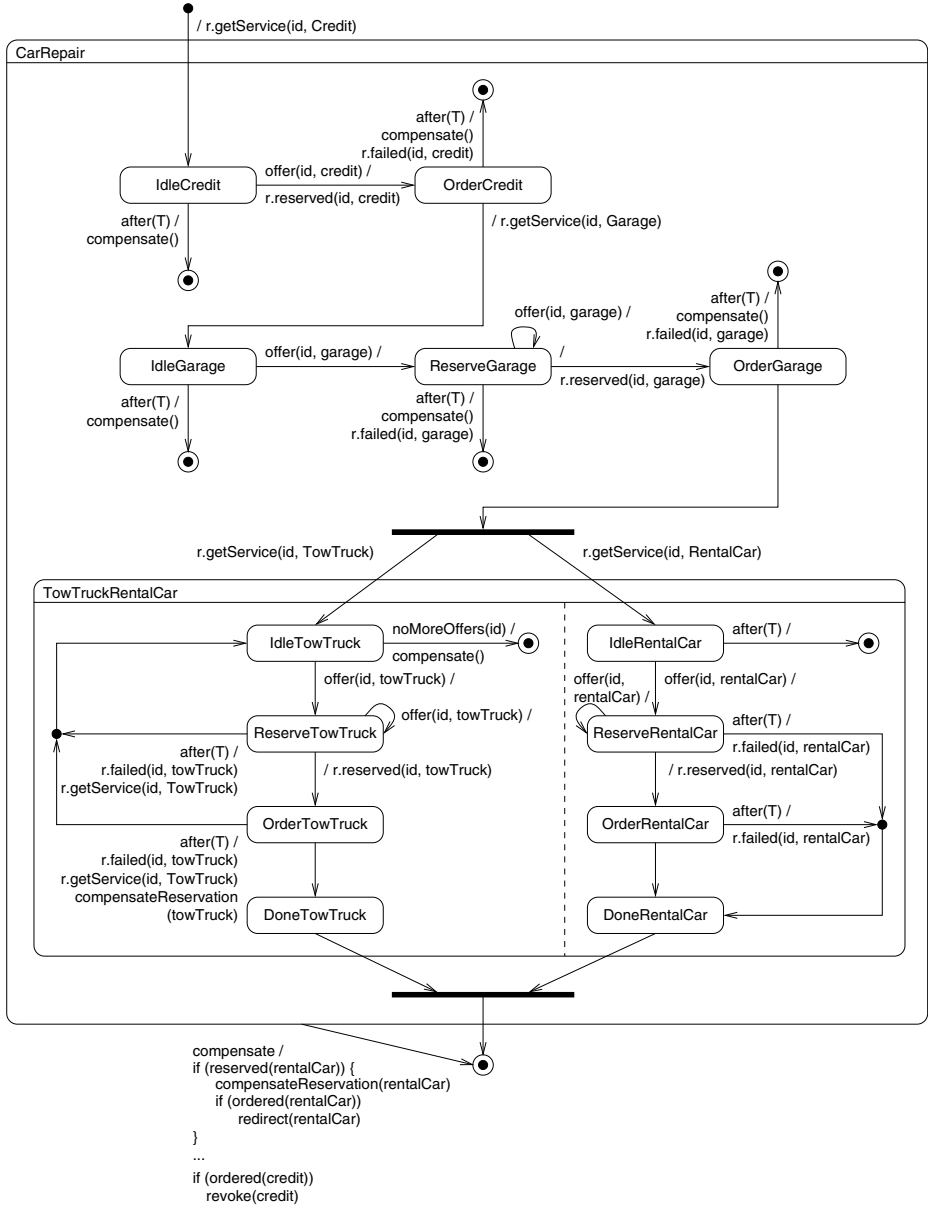 / r.getService(id, Credit)
CarRepair
after(T) /
compensate()
r.failed(id, credit)
IdleCredit
offer(id, credit) /
r.reserved(id, credit)
OrderCredit
after(T) /
compensate()
/ r.getService(id, Garage)
offer(id, garage) /
after(T) /
compensate()
r.failed(id, garage)
IdleGarage
offer(id, garage) /
ReserveGarage
/
r.reserved(id, garage)
OrderGarage
after(T) /
compensate()
after(T) /
compensate()
r.failed(id, garage)
r.getService(id, TowTruck)
r.getService(id, RentalCar)
TowTruckRentalCar
IdleTowTruck
noMoreOffers(id) /
compensate()
offer(id, towTruck) /
ReserveTowTruck
offer(id, towTruck) /
after(T) /
r.failed(id, towTruck)
r.getService(id, TowTruck)
/ r.reserved(id, towTruck)
OrderTowTruck
after(T) /
r.failed(id, towTruck)
r.getService(id, TowTruck)
compensateReservation
(towTruck)
DoneTowTruck
IdleRentalCar
after(T) /
offer(id,
rentalCar) /
offer(id, rentalCar) /
ReserveRentalCar
after(T) /
r.failed(id, rentalCar)
/ r.reserved(id, rentalCar)
OrderRentalCar
after(T) /
r.failed(id, rentalCar)
DoneRentalCar
compensate /
if (reserved(rentalCar)) {
compensateReservation(rentalCar)
if (ordered(rentalCar))
redirect(rentalCar)
}
...
if (ordered(credit))
revoke(credit)